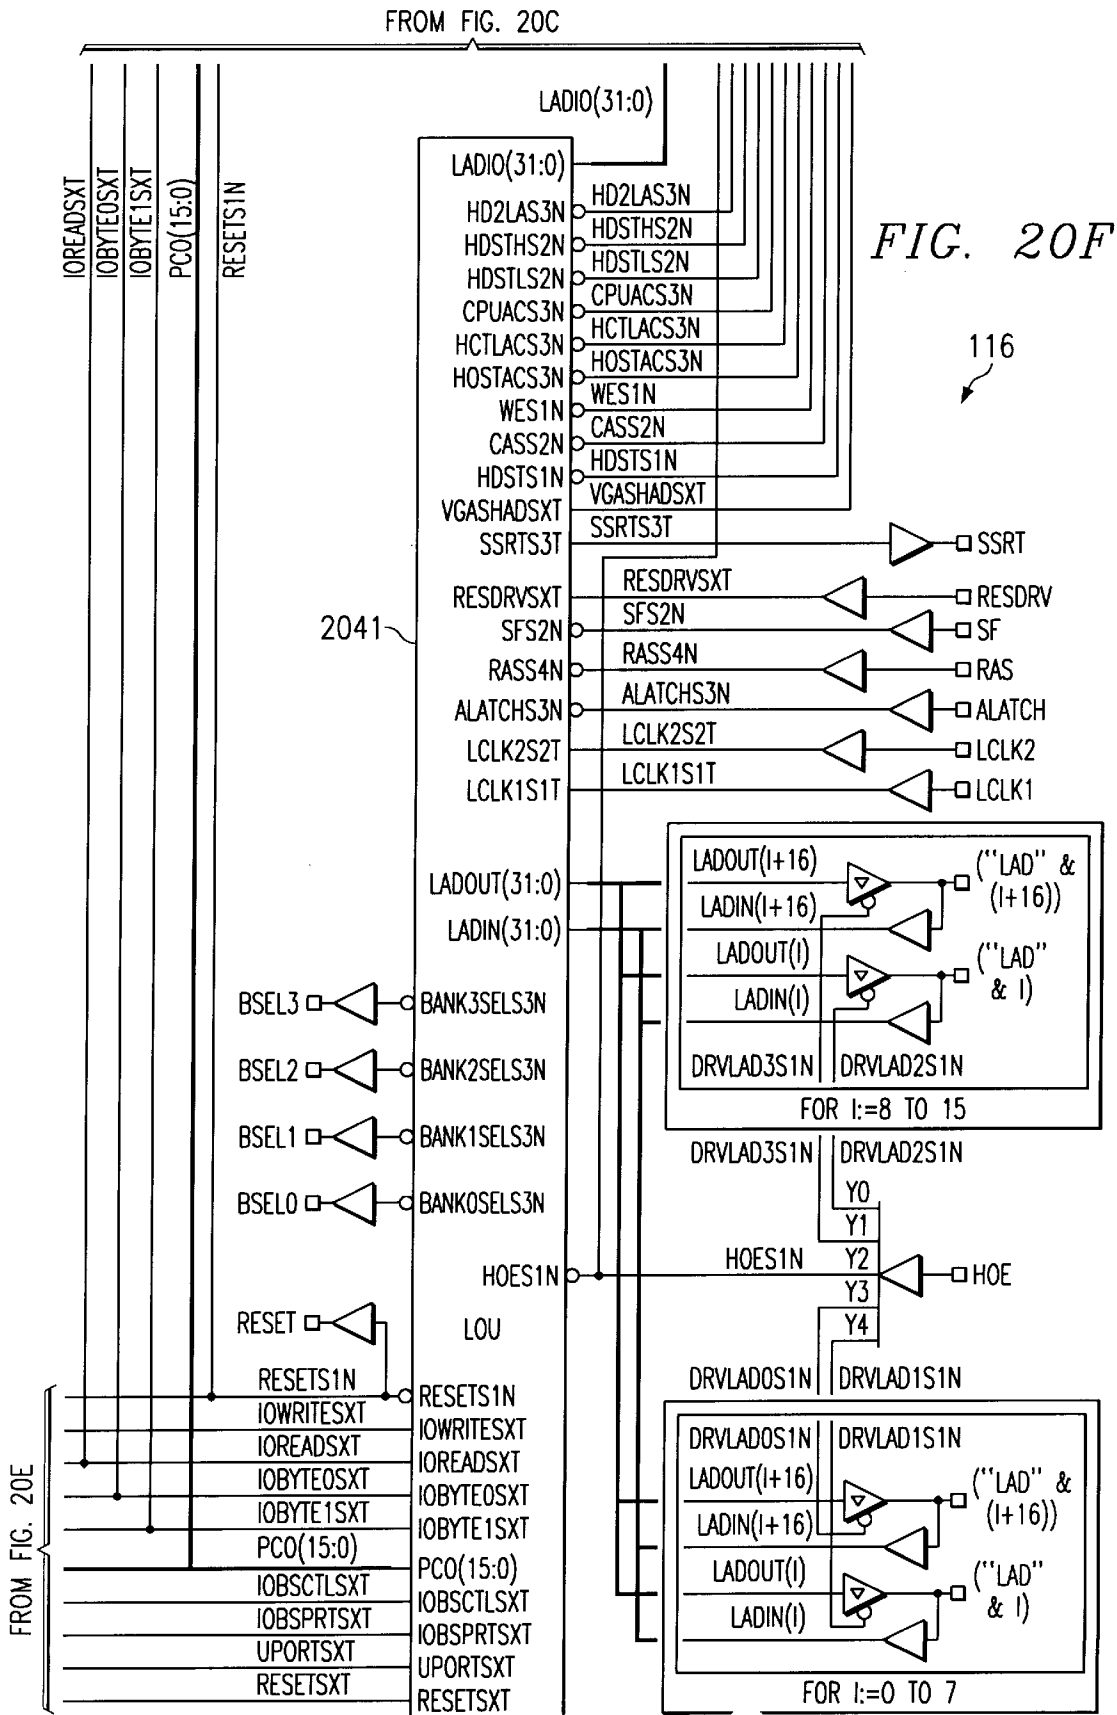 FROM FIG. 20C
IOREADSXT
IOBYTE0SXT
IOBYTE1SXT
PCO(15:0)
RESETS1N
LADIO(31:0)
LADIO(31:0)
HD2LAS3N HD2LAS3N
HDSTHS2N HDSTHS2N
HDSTLS2N HDSTLS2N
CPUACS3N CPUACS3N
HCTLACS3N HCTLACS3N
HOSTACS3N HOSTACS3N
WES1N WES1N
CASS2N CASS2N
HDSTS1N HDSTS1N
VGASHADSXT VGASHADSXT
SSRTS3T SSRTS3T SSRT
FIG. 20F
116
2041
RESDRVSXT RESDRVSXT RESDRV
SFS2N SFS2N SF
RASS4N RASS4N RAS
ALATCHS3N ALATCHS3N ALATCH
LCLK2S2T LCLK2S2T LCLK2
LCLK1S1T LCLK1S1T LCLK1
LADOUT(31:0)
LADIN(31:0)
LADOUT(I+16)
LADIN(I+16)
("LAD" &
(I+16))
LADOUT(I)
LADIN(I)
("LAD"
& I)
DRVLAD3S1N DRVLAD2S1N
FOR I:=8 TO 15
DRVLAD3S1N DRVLAD2S1N
BSEL3 BANK3SELS3N
BSEL2 BANK2SELS3N
BSEL1 BANK1SELS3N
BSEL0 BANK0SELS3N
Y0
Y1
Y2
Y3
Y4
HOES1N HOES1N HOE
RESET
LOU
DRVLAD0S1N DRVLAD1S1N
FROM FIG. 20E
RESETS1N RESETS1N
IOWRITESXT IOWRITESXT
IOREADSXT IOREADSXT
IOBYTE0SXT IOBYTE0SXT
IOBYTE1SXT IOBYTE1SXT
PCO(15:0) PCO(15:0)
IOBSCTLSXT IOBSCTLSXT
IOBSPRTSXT IOBSPRTSXT
UPORTSXT UPORTSXT
RESETSXT RESETSXT
DRVLAD0S1N DRVLAD1S1N
LADOUT(I+16)
LADIN(I+16)
("LAD" &
(I+16))
LADOUT(I)
LADIN(I)
("LAD"
& I)
FOR I:=0 TO 7